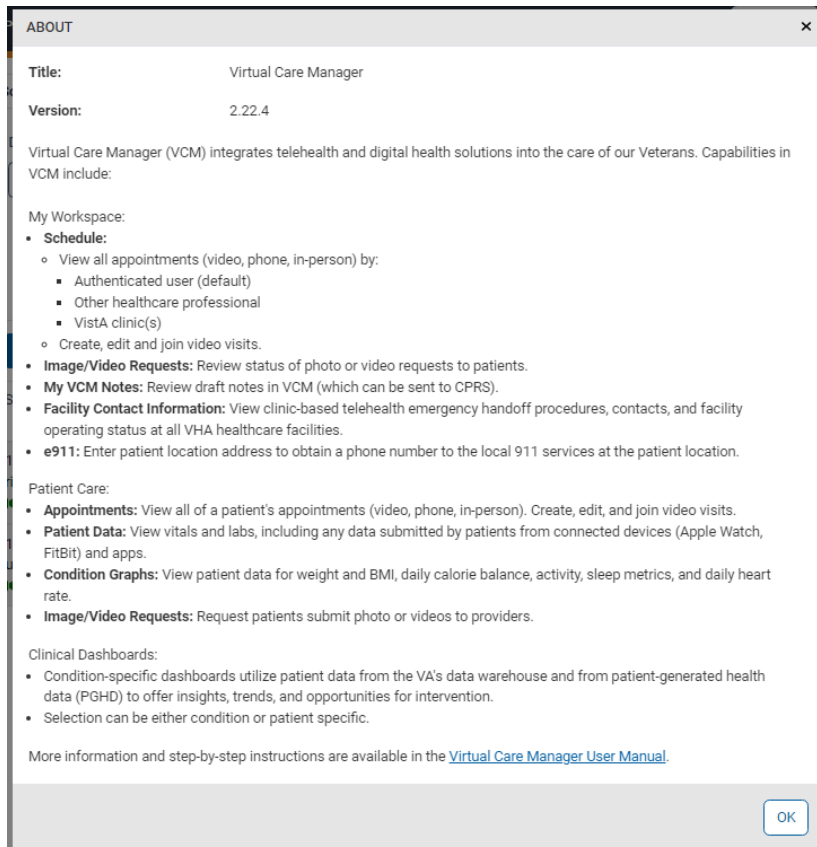 ABOUT
×
Title: Virtual Care Manager
Version: 2.22.4
Virtual Care Manager (VCM) integrates telehealth and digital health solutions into the care of our Veterans. Capabilities in
VCM include:
My Workspace:
• Schedule:
◦ View all appointments (video, phone, in-person) by:
▪ Authenticated user (default)
▪ Other healthcare professional
▪ VistA clinic(s)
◦ Create, edit and join video visits.
• Image/Video Requests: Review status of photo or video requests to patients.
• My VCM Notes: Review draft notes in VCM (which can be sent to CPRS).
• Facility Contact Information: View clinic-based telehealth emergency handoff procedures, contacts, and facility
operating status at all VHA healthcare facilities.
• e911: Enter patient location address to obtain a phone number to the local 911 services at the patient location.
Patient Care:
• Appointments: View all of a patient's appointments (video, phone, in-person). Create, edit, and join video visits.
• Patient Data: View vitals and labs, including any data submitted by patients from connected devices (Apple Watch,
FitBit) and apps.
• Condition Graphs: View patient data for weight and BMI, daily calorie balance, activity, sleep metrics, and daily heart
rate.
• Image/Video Requests: Request patients submit photo or videos to providers.
Clinical Dashboards:
• Condition-specific dashboards utilize patient data from the VA's data warehouse and from patient-generated health
data (PGHD) to offer insights, trends, and opportunities for intervention.
• Selection can be either condition or patient specific.
More information and step-by-step instructions are available in the Virtual Care Manager User Manual.
OK